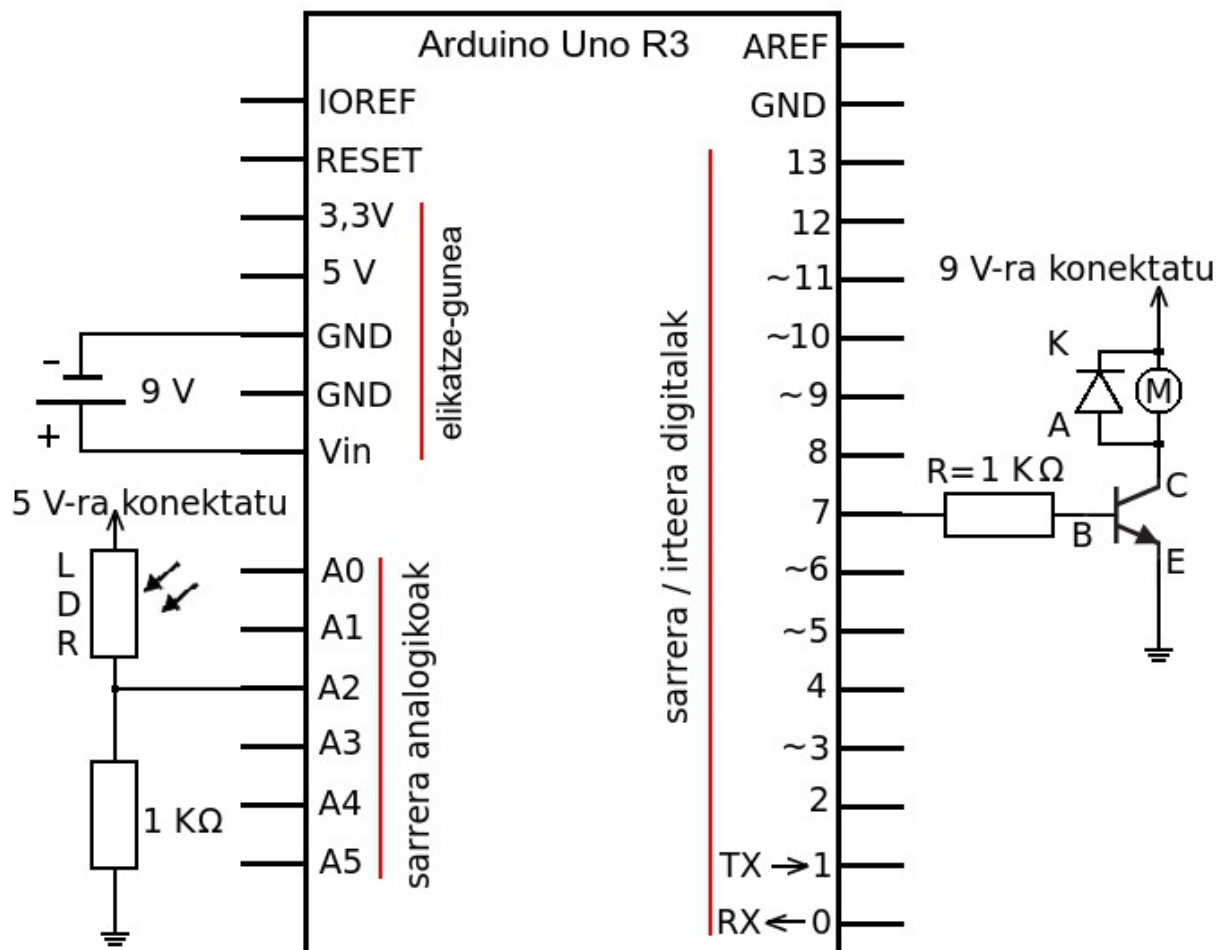 Arduino Uno R3
IOREF
RESET
3,3V
5 V
GND
GND
Vin
elikatze-gunea
−
9 V
+
5 V-ra konektatu
L
D
R
1 KΩ
A0
A1
A2
A3
A4
A5
sarrera analogikoak
AREF
GND
13
12
~11
~10
~9
8
7
~6
~5
4
~3
2
TX → 1
RX ← 0
sarrera / irteera digitalak
9 V-ra konektatu
K
A
M
R= 1 KΩ
B
C
E